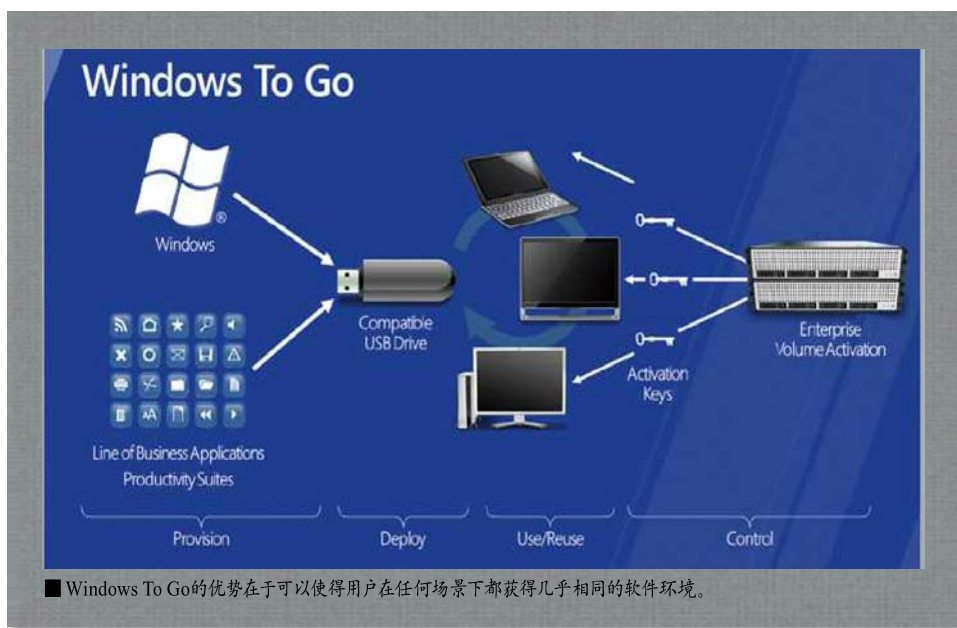 Windows To Go
®
Windows
Compatible
USB Drive
Enterprise
Volume Activation
Activation
Keys
Line of Business Applications
Productivity Suites
Provision
Deploy
Use/Reuse
Control
■ Windows To Go的优势在于可以使得用户在任何场景下都获得几乎相同的软件环境。